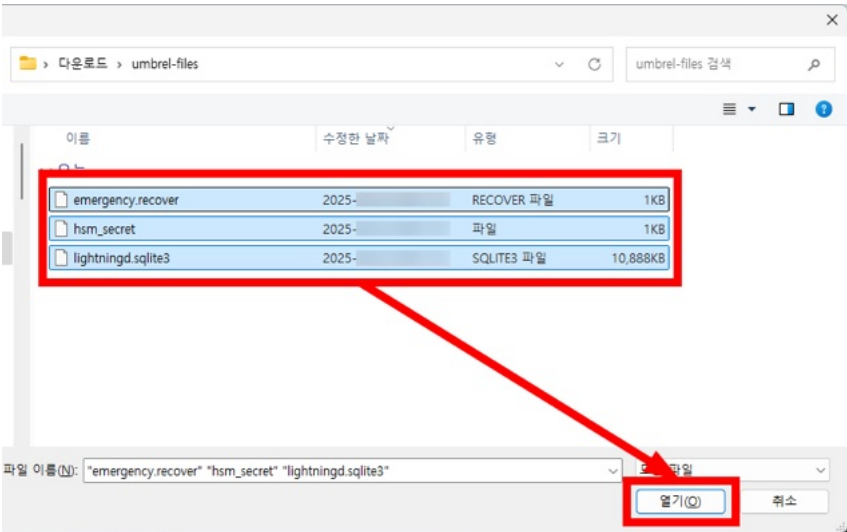 다운로드 > umbrel-files
umbrel-files 검색
이름 수정한 날짜 유형 크기
emergency.recover 2025- RECOVER 파일 1KB
hsm_secret 2025- 파일 1KB
lightningd.sqlite3 2025- SQLITE3 파일 10,888KB
파일 이름(N): "emergency.recover" "hsm_secret" "lightningd.sqlite3" 파일
열기(O) 취소